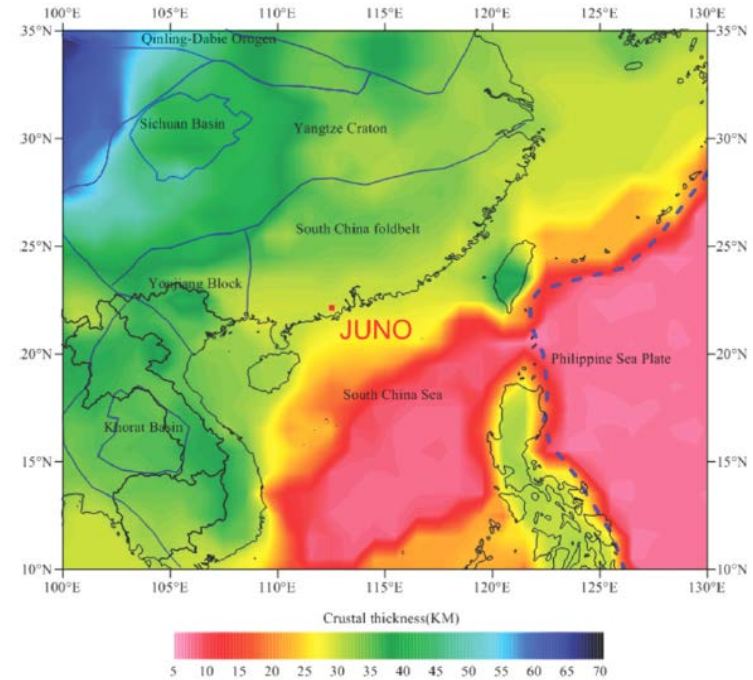 100°E 105°E 110°E 115°E 120°E 125°E 130°E
35°N 35°N
Qinling-Dabie Orogen
Sichuan Basin
Yangtze Craton
30°N 30°N
South China foldbelt
25°N 25°N
Youjiang Block
JUNO
20°N 20°N
Philippine Sea Plate
South China Sea
Khorat Basin
15°N 15°N
10°N 10°N
100°E 105°E 110°E 115°E 120°E 125°E 130°E
Crustal thickness(KM)
5 10 15 20 25 30 35 40 45 50 55 60 65 70